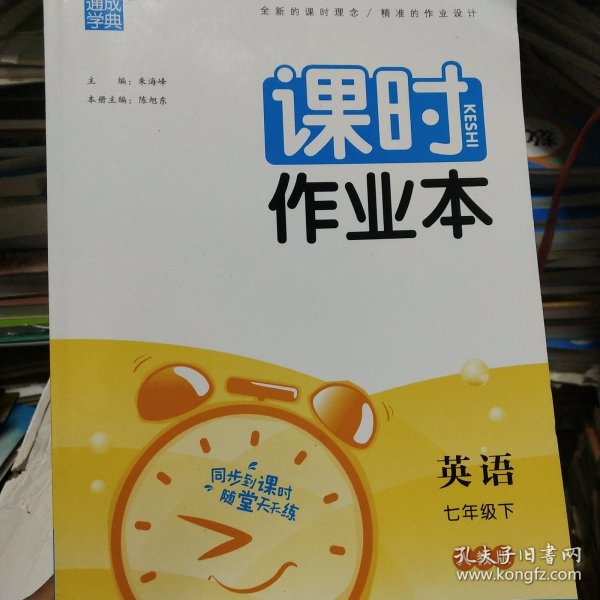 通成学典
全新的课时理念 / 精准的作业设计
主 编：朱海峰
本册主编：陈旭东
课时
KESHI
作业本
同步到课时
随堂天天练
英语
七年级下
孔夫子旧书网
www.kongfz.com